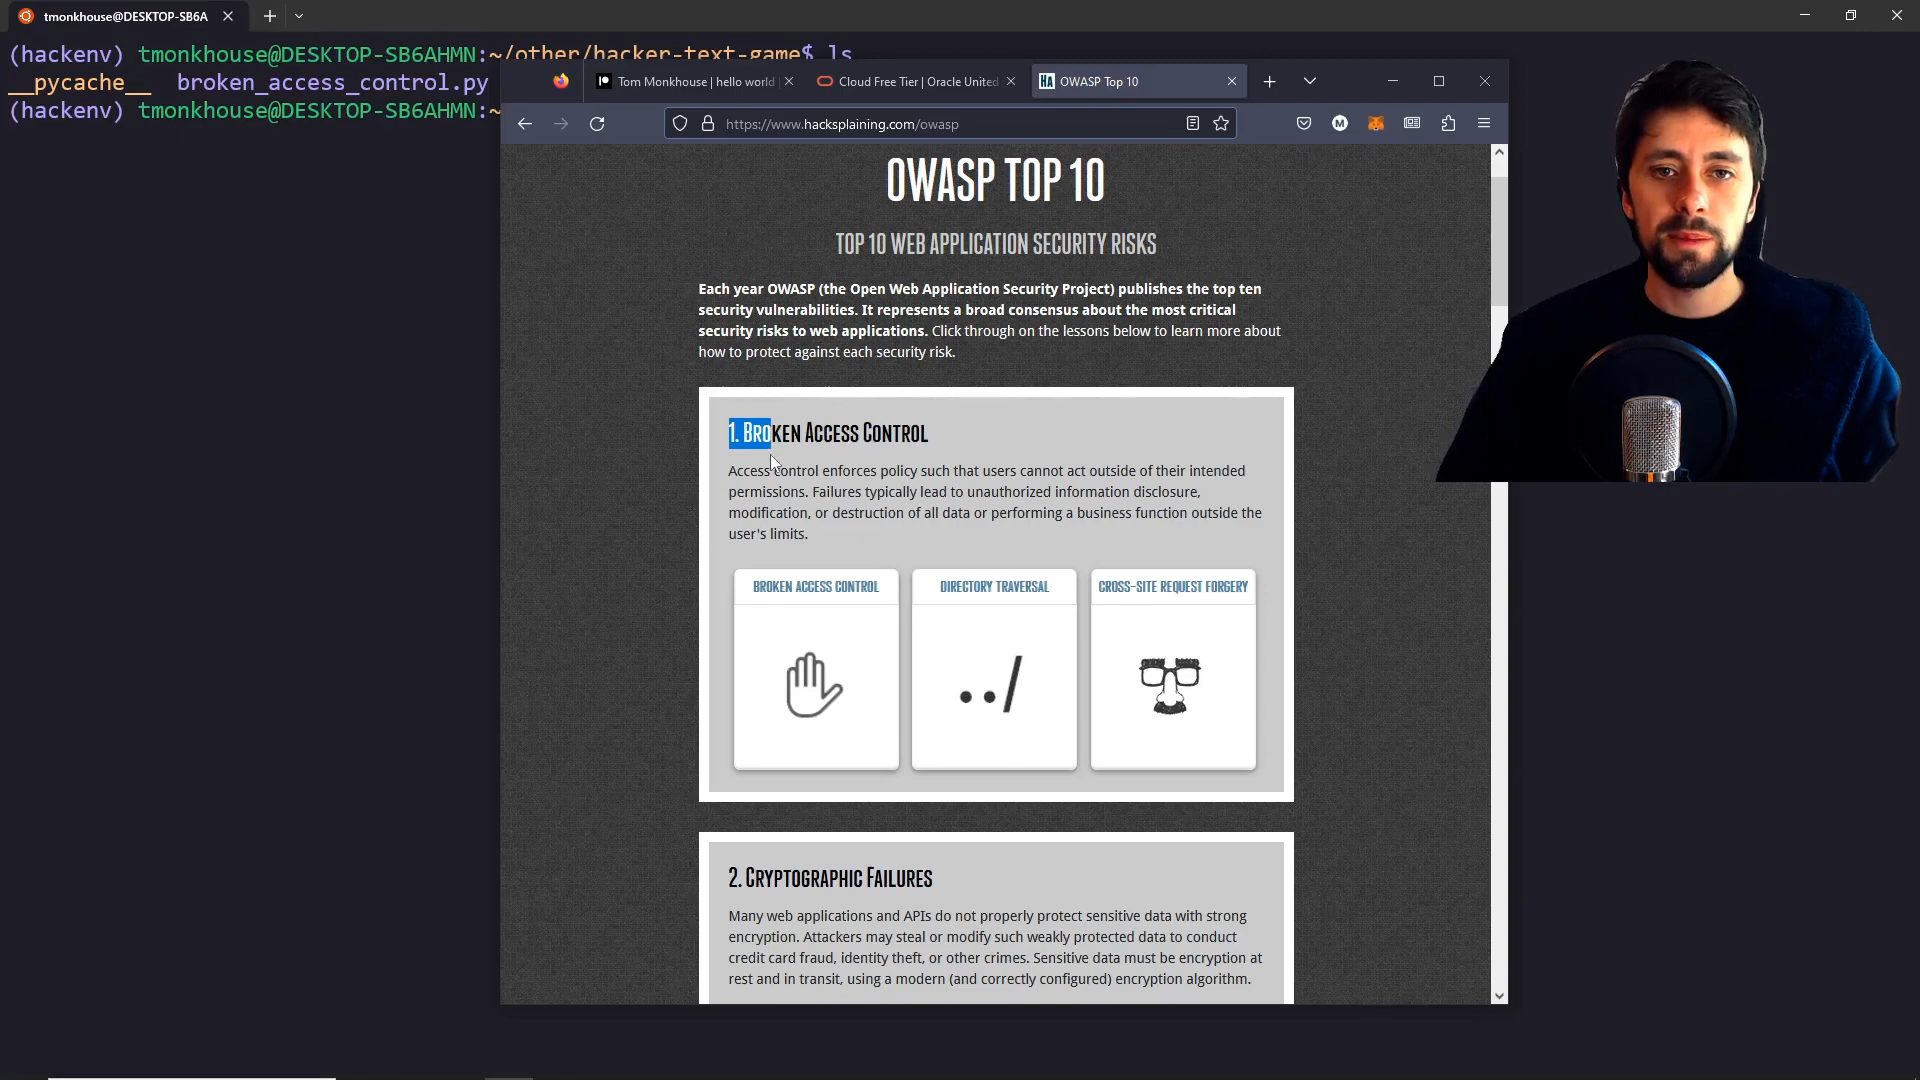 tmonkhouse@DESKTOP-SB6A
(hackenv) tmonkhouse@DESKTOP-SB6AHMN:~/other/hacker-text-game$ ls
__pycache__ broken_access_control.py
(hackenv) tmonkhouse@DESKTOP-SB6AHMN:~
Tom Monkhouse | hello world
Cloud Free Tier | Oracle United
HA OWASP Top 10
https://www.hacksplaining.com/owasp
M
OWASP TOP 10
TOP 10 WEB APPLICATION SECURITY RISKS
Each year OWASP (the Open Web Application Security Project) publishes the top ten
security vulnerabilities. It represents a broad consensus about the most critical
security risks to web applications. Click through on the lessons below to learn more about
how to protect against each security risk.
1. Broken Access Control
Access control enforces policy such that users cannot act outside of their intended
permissions. Failures typically lead to unauthorized information disclosure,
modification, or destruction of all data or performing a business function outside the
user's limits.
BROKEN ACCESS CONTROL
DIRECTORY TRAVERSAL
CROSS-SITE REQUEST FORGERY
../
2. Cryptographic Failures
Many web applications and APIs do not properly protect sensitive data with strong
encryption. Attackers may steal or modify such weakly protected data to conduct
credit card fraud, identity theft, or other crimes. Sensitive data must be encryption at
rest and in transit, using a modern (and correctly configured) encryption algorithm.